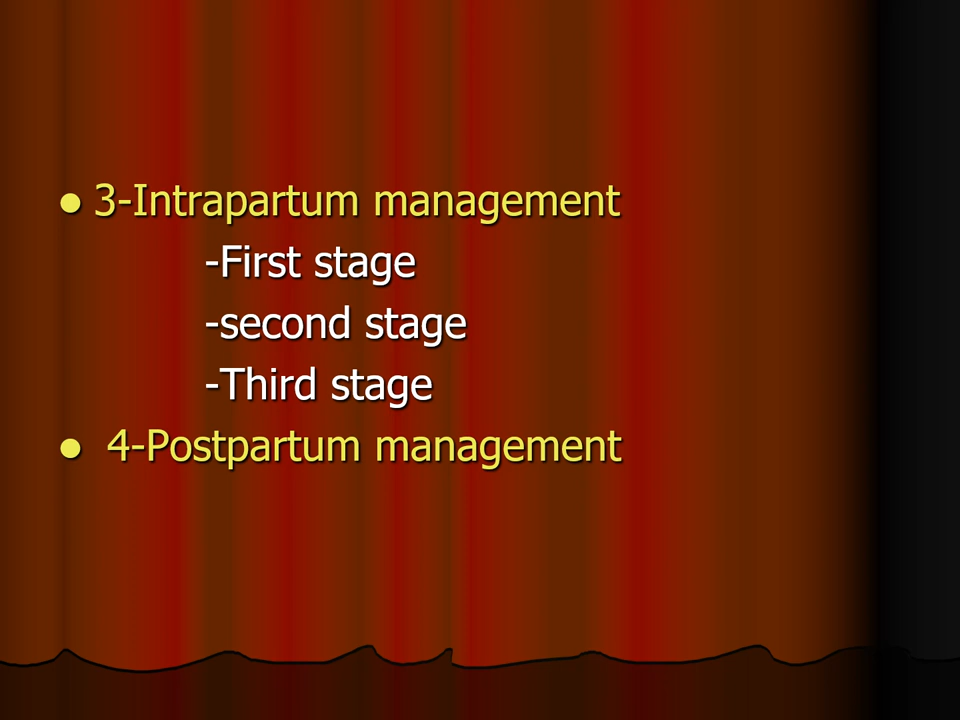 ● 3-Intrapartum management
-First stage
-second stage
-Third stage
● 4-Postpartum management